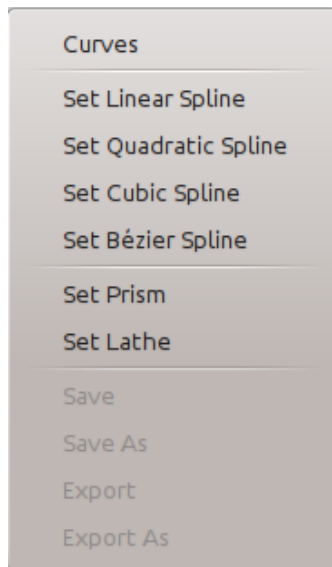 Curves
Set Linear Spline
Set Quadratic Spline
Set Cubic Spline
Set Bézier Spline
Set Prism
Set Lathe
Save
Save As
Export
Export As